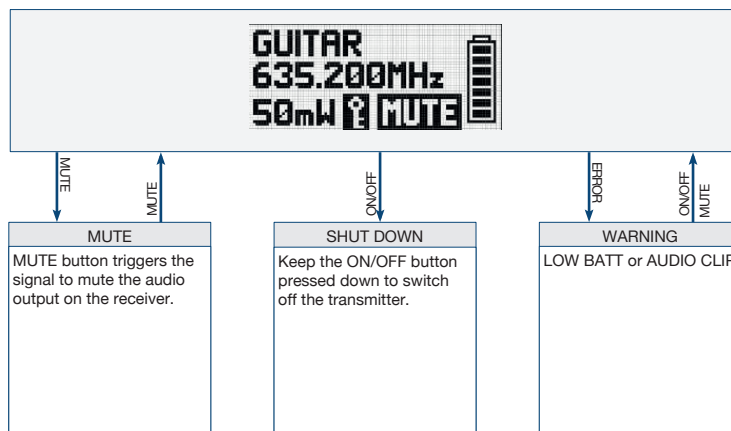 GUITAR
635.200MHz
50mW MUTE
MUTE
MUTE
ON/OFF
ERROR
ON/OFF
MUTE
MUTE
MUTE button triggers the
signal to mute the audio
output on the receiver.
SHUT DOWN
Keep the ON/OFF button
pressed down to switch
off the transmitter.
WARNING
LOW BATT or AUDIO CLIP